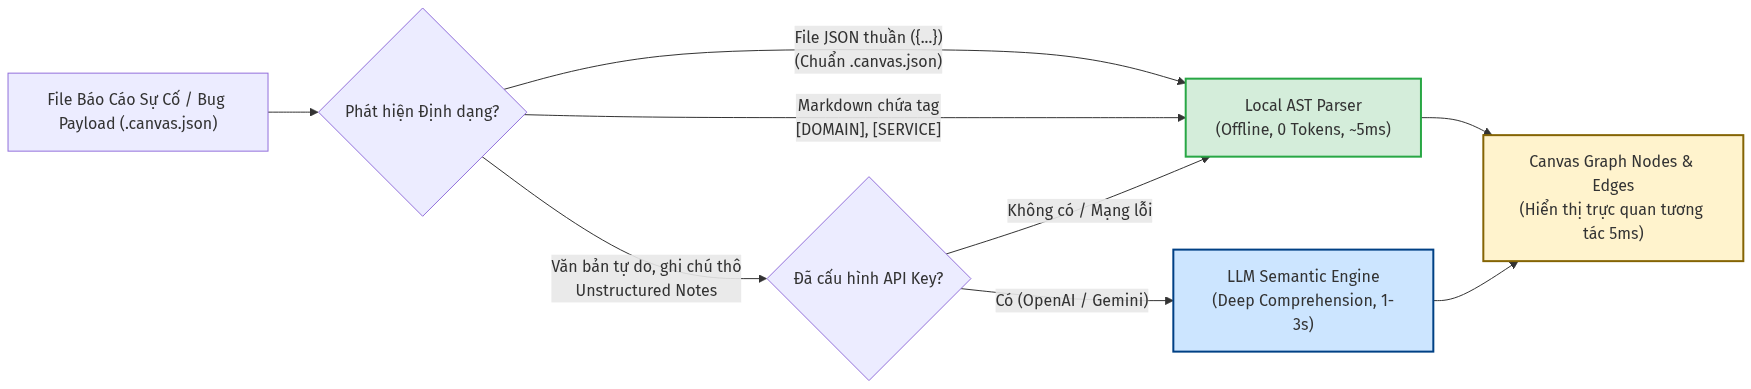 File Báo Cáo Sự Cố / Bug
Payload (.canvas.json)
Phát hiện Định dạng?
File JSON thuần ({...})
(Chuẩn .canvas.json)
Markdown chứa tag
[DOMAIN], [SERVICE]
Văn bản tự do, ghi chú thô
Unstructured Notes
Đã cấu hình API Key?
Không có / Mạng lỗi
Có (OpenAI / Gemini)
Local AST Parser
(Offline, 0 Tokens, ~5ms)
LLM Semantic Engine
(Deep Comprehension, 1-
3s)
Canvas Graph Nodes &
Edges
(Hiển thị trực quan tương
tác 5ms)